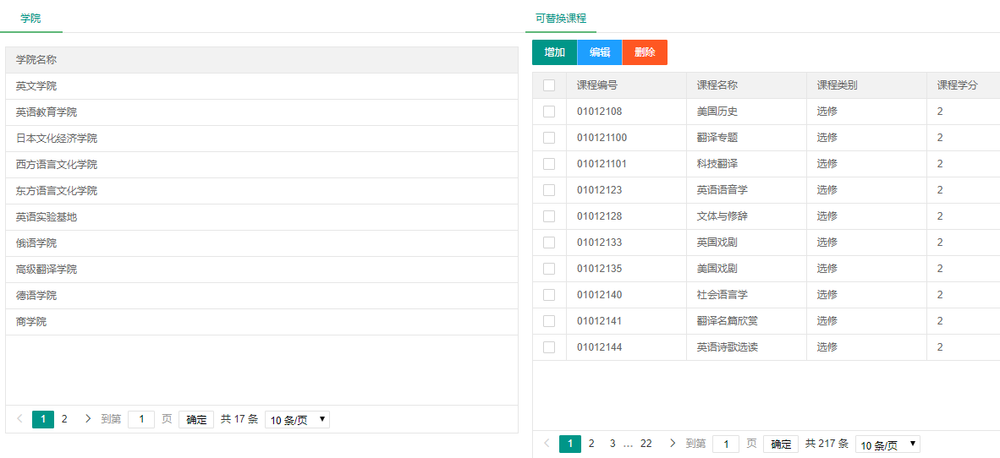 学院
学院名称
英文学院
英语教育学院
日本文化经济学院
西方语言文化学院
东方语言文化学院
英语实验基地
俄语学院
高级翻译学院
德语学院
商学院
< 1 2 > 到第 1 页 确定 共 17 条 10 条/页
可替换课程
增加 编辑 删除
课程编号 课程名称 课程类别 课程学分
01012108 美国历史 选修 2
010121100 翻译专题 选修 2
010121101 科技翻译 选修 2
01012123 英语语音学 选修 2
01012128 文体与修辞 选修 2
01012133 英国戏剧 选修 2
01012135 美国戏剧 选修 2
01012140 社会语言学 选修 2
01012141 翻译名篇欣赏 选修 2
01012144 英语诗歌选读 选修 2
< 1 2 3 … 22 > 到第 1 页 确定 共 217 条 10 条/页